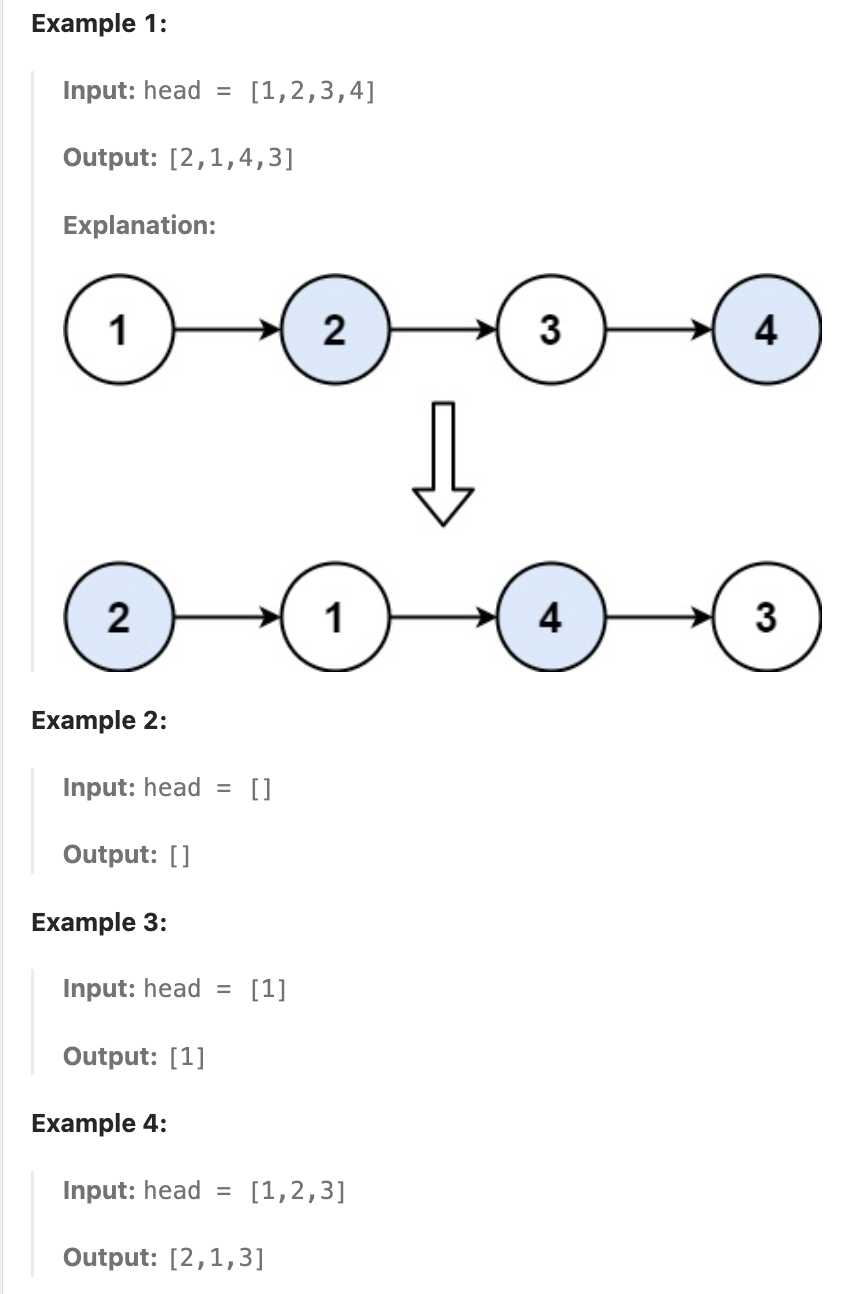 Example 1:
Input: head = [1,2,3,4]
Output: [2,1,4,3]
Explanation:
1 2 3 4
2 1 4 3
Example 2:
Input: head = []
Output: []
Example 3:
Input: head = [1]
Output: [1]
Example 4:
Input: head = [1,2,3]
Output: [2,1,3]